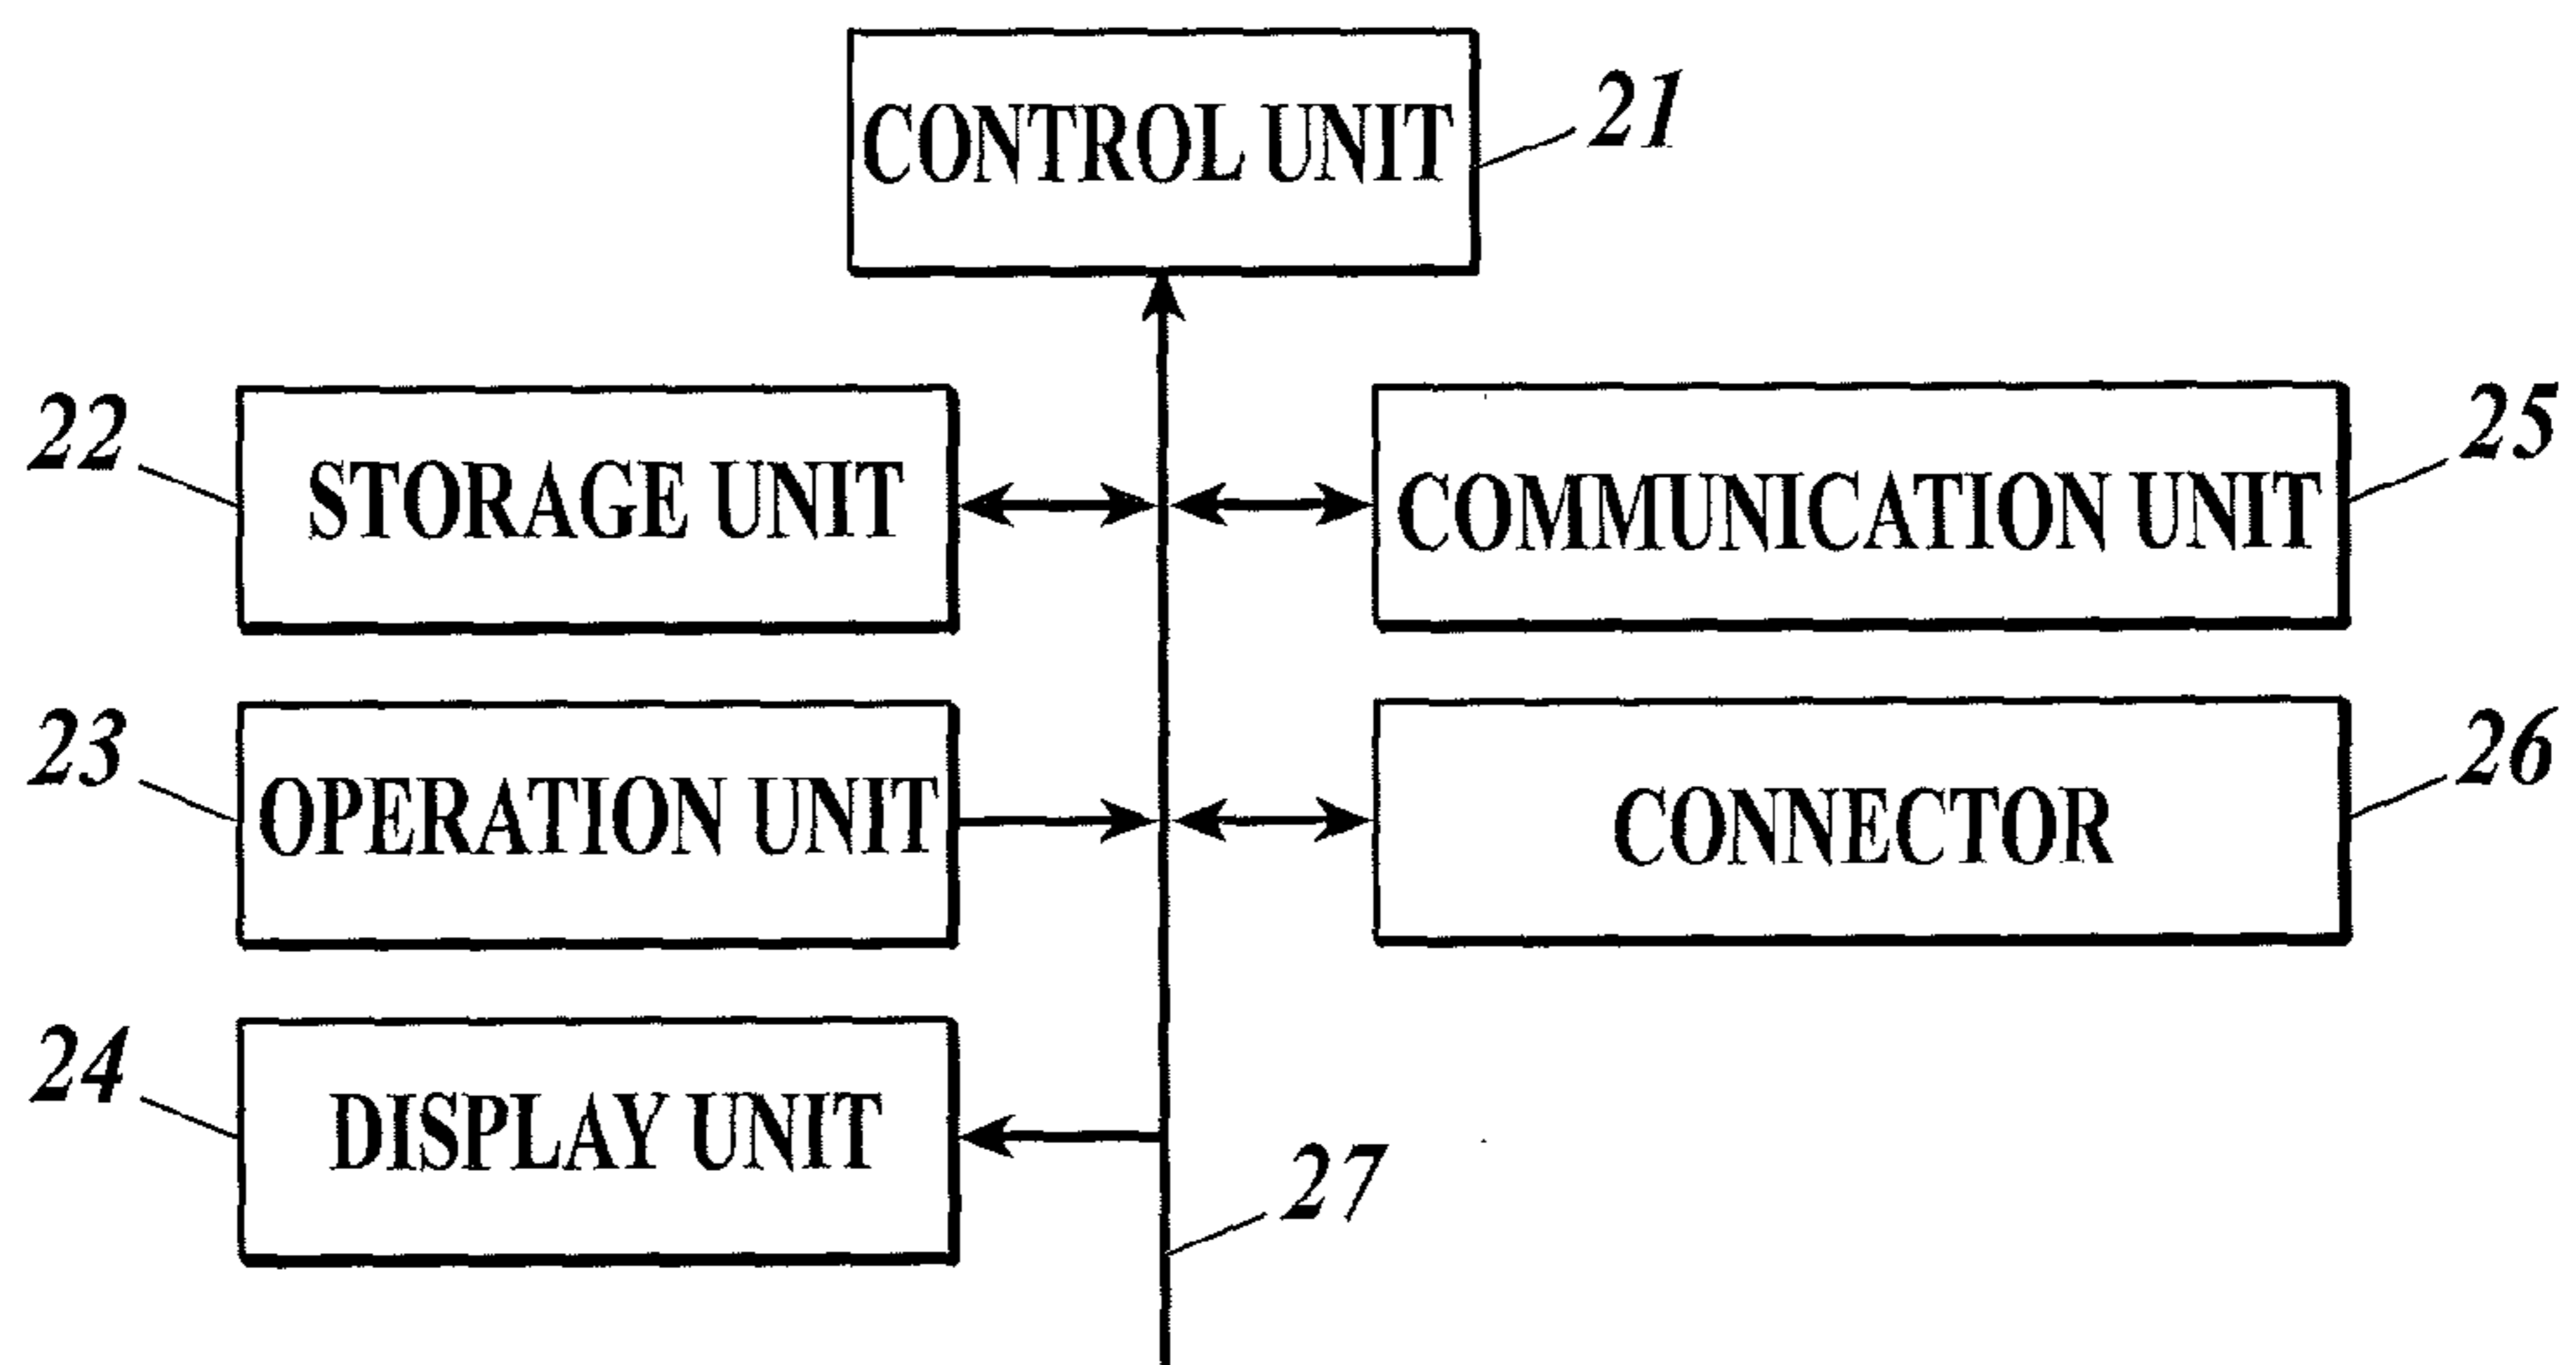 CONTROL UNIT
21
22
STORAGE UNIT
COMMUNICATION UNIT
25
23
OPERATION UNIT
CONNECTOR
26
24
DISPLAY UNIT
27